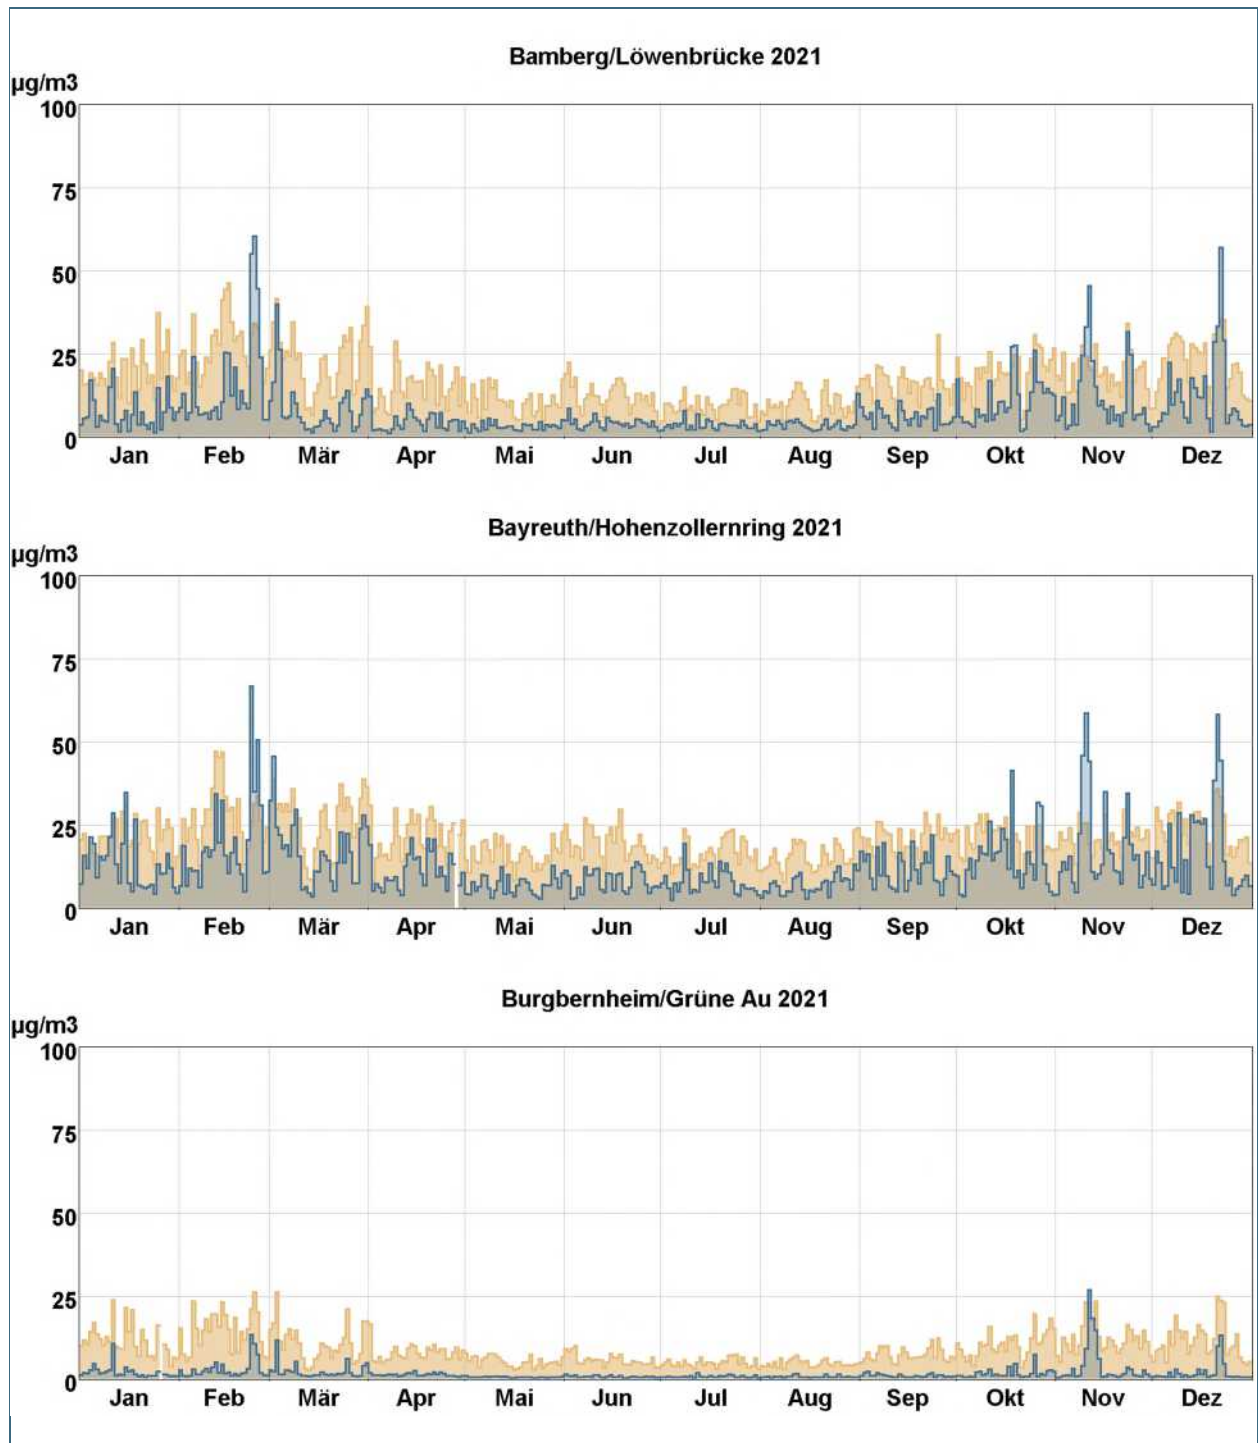 Bamberg/Löwenbrücke 2021
µg/m3
100
75
50
25
0
Jan Feb Mär Apr Mai Jun Jul Aug Sep Okt Nov Dez
Bayreuth/Hohenzollernring 2021
µg/m3
100
75
50
25
0
Jan Feb Mär Apr Mai Jun Jul Aug Sep Okt Nov Dez
Burgbernheim/Grüne Au 2021
µg/m3
100
75
50
25
0
Jan Feb Mär Apr Mai Jun Jul Aug Sep Okt Nov Dez